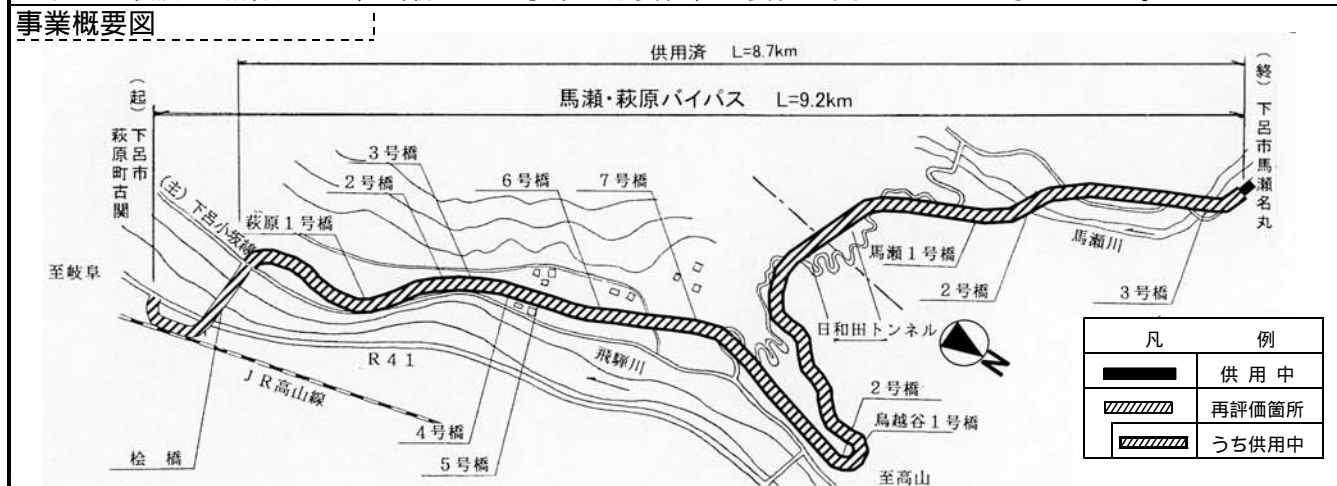 事業概要図
供用済 L=8.7km
馬瀬・萩原バイパス L=9.2km
(起)下呂市
萩原町古関
(終)下呂市馬瀬名丸
3号橋
2号橋
6号橋
7号橋
(主)下呂小坂線
萩原1号橋
至岐阜
馬瀬1号橋
馬瀬川
2号橋
3号橋
日和田トンネル
N
R41
飛騨川
JR高山線
2号橋
鳥越谷1号橋
4号橋
5号橋
桧橋
至高山
凡 例
供用中
再評価箇所
うち供用中